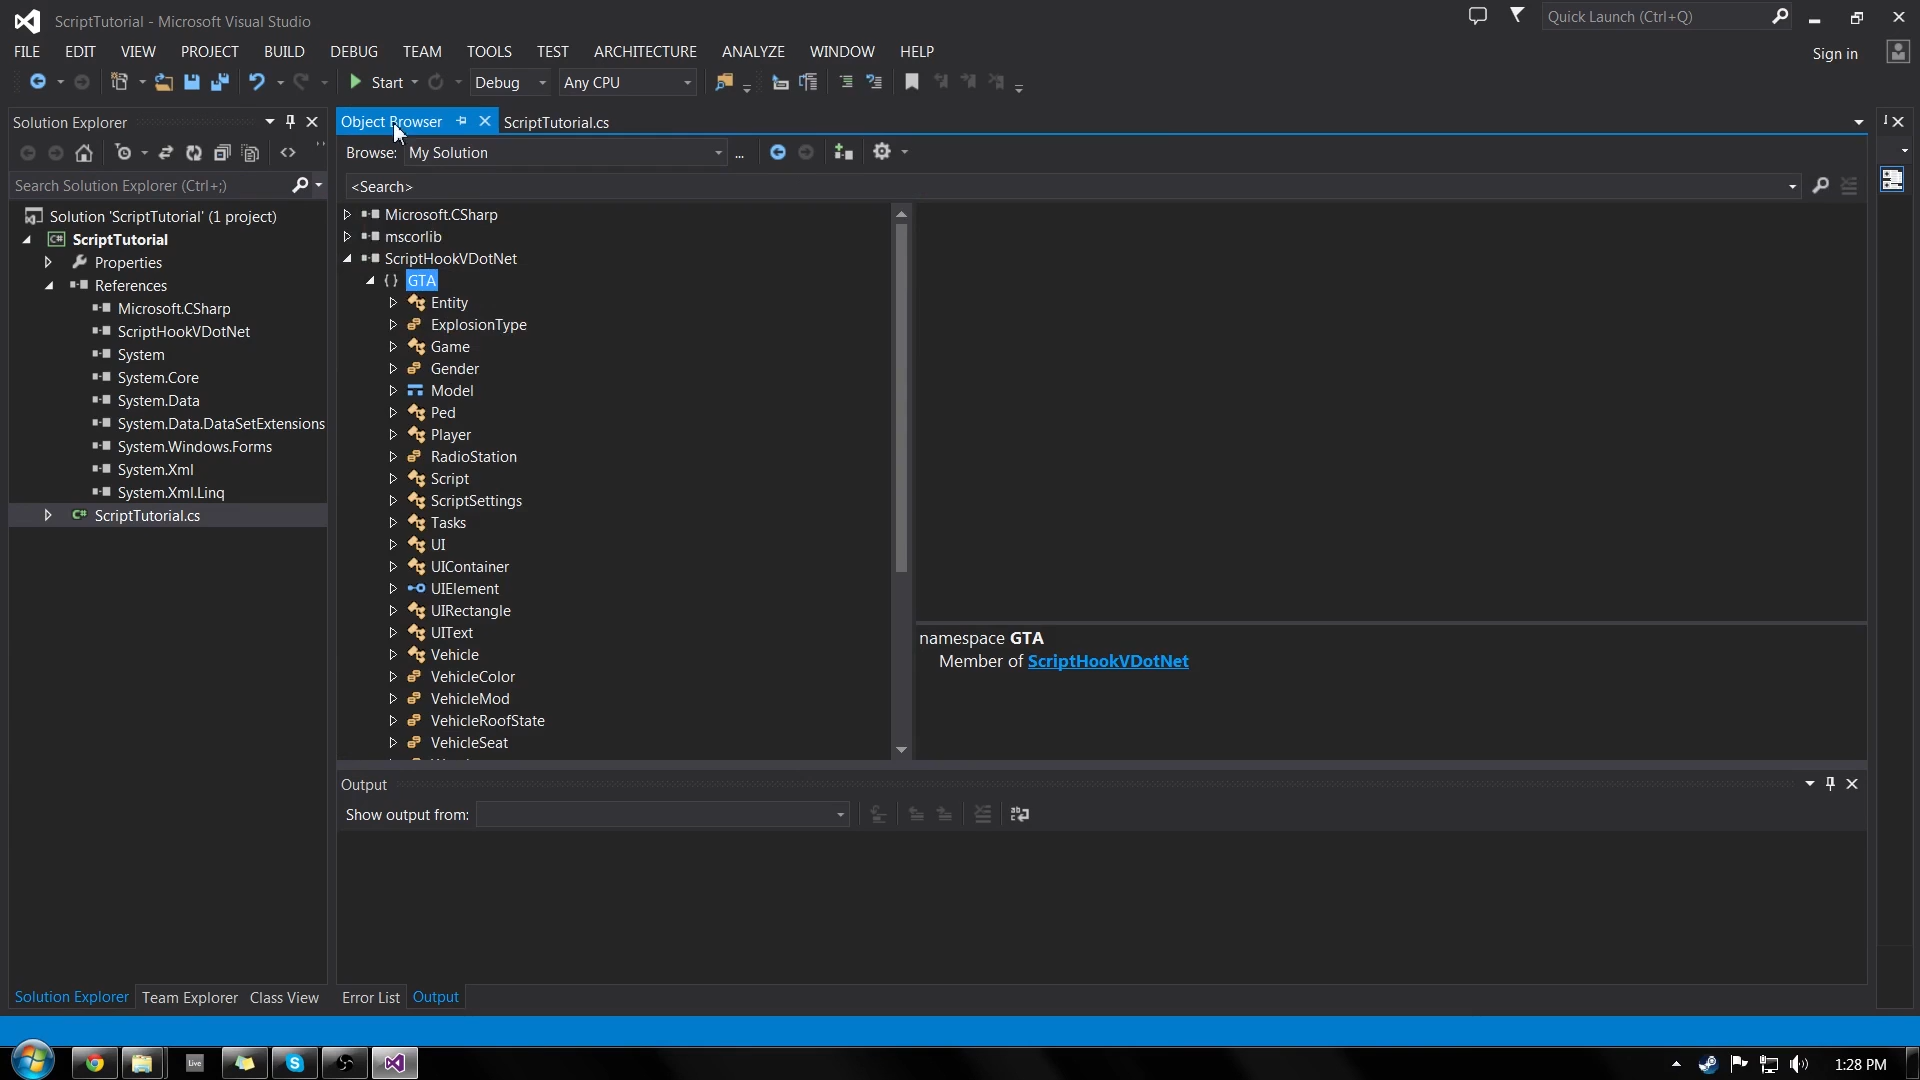 ScriptTutorial - Microsoft Visual Studio
Quick Launch (Ctrl+Q)
FILE EDIT VIEW PROJECT BUILD DEBUG TEAM TOOLS TEST ARCHITECTURE ANALYZE WINDOW HELP
Sign in
Start Debug Any CPU
Solution Explorer
Search Solution Explorer (Ctrl+;)
Solution 'ScriptTutorial' (1 project)
C# ScriptTutorial
Properties
References
Microsoft.CSharp
ScriptHookVDotNet
System
System.Core
System.Data
System.Data.DataSetExtensions
System.Windows.Forms
System.Xml
System.Xml.Linq
C# ScriptTutorial.cs
Solution Explorer Team Explorer Class View
Object Browser ScriptTutorial.cs
Browse: My Solution ...
<Search>
Microsoft.CSharp
mscorlib
ScriptHookVDotNet
{} GTA
Entity
ExplosionType
Game
Gender
Model
Ped
Player
RadioStation
Script
ScriptSettings
Tasks
UI
UIContainer
UIElement
UIRectangle
UIText
Vehicle
VehicleColor
VehicleMod
VehicleRoofState
VehicleSeat
namespace GTA
Member of ScriptHookVDotNet
Output
Show output from:
Error List Output
Live
1:28 PM